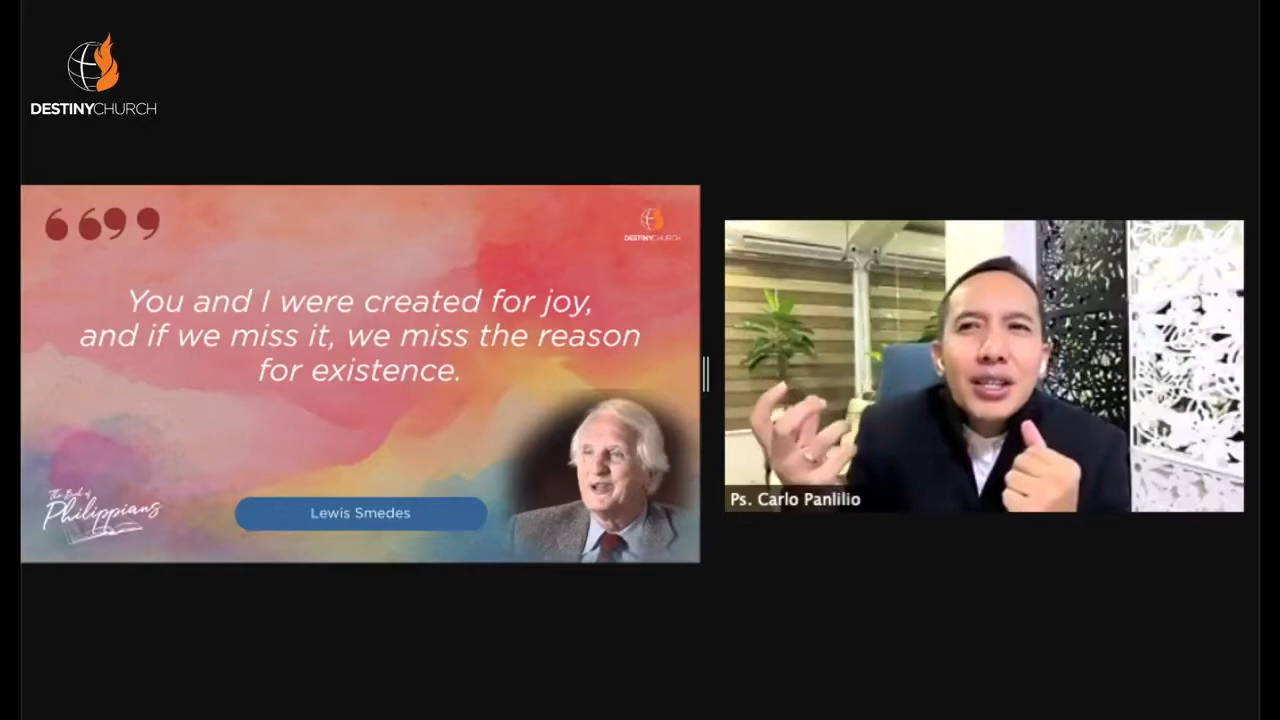 DESTINYCHURCH
DESTINYCHURCH
You and I were created for joy,
and if we miss it, we miss the reason
for existence.
The Book of
Philippians
Lewis Smedes
Ps. Carlo Panlilio